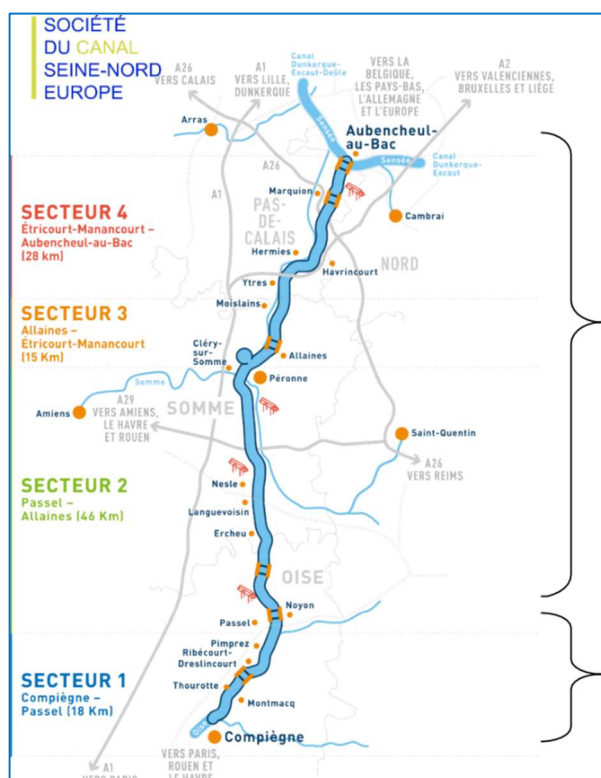 SOCIÉTÉ
DU CANAL
SEINE-NORD
EUROPE
A26
VERS CALAIS
A1
VERS LILLE,
DUNKERQUE
Canal
Dunkerque-
Escaut-Deûle
VERS LA
BELGIQUE,
LES PAYS-BAS,
L'ALLEMAGNE
ET L'EUROPE
A2
VERS VALENCIENNES,
BRUXELLES ET LIÈGE
Arras
Sensée
Aubencheul-
au-Bac
Sensée
Canal
Dunkerque-
Escaut
A26
A1
Marquion
PAS-
DE-
CALAIS
Cambrai
SECTEUR 4
Étricourt-Manancourt –
Aubencheul-au-Bac
(28 km)
Hermies
Havrincourt
NORD
Ytres
Moislains
SECTEUR 3
Allaines –
Étricourt-Manancourt
(15 Km)
Cléry-
sur-
Somme
Allaines
Péronne
Somme
Amiens
A29
VERS AMIENS,
LE HAVRE
ET ROUEN
SOMME
Saint-Quentin
A26
VERS REIMS
SECTEUR 2
Passel –
Allaines (46 Km)
Nesle
Languevoisin
Ercheu
OISE
Noyon
Passel
Pimprez
Ribécourt-
Dreslincourt
SECTEUR 1
Compiègne –
Passel (18 Km)
Thourotte
Montmacq
Oise
Compiègne
A1
VERS PARIS
VERS PARIS,
ROUEN ET
LE HAVRE